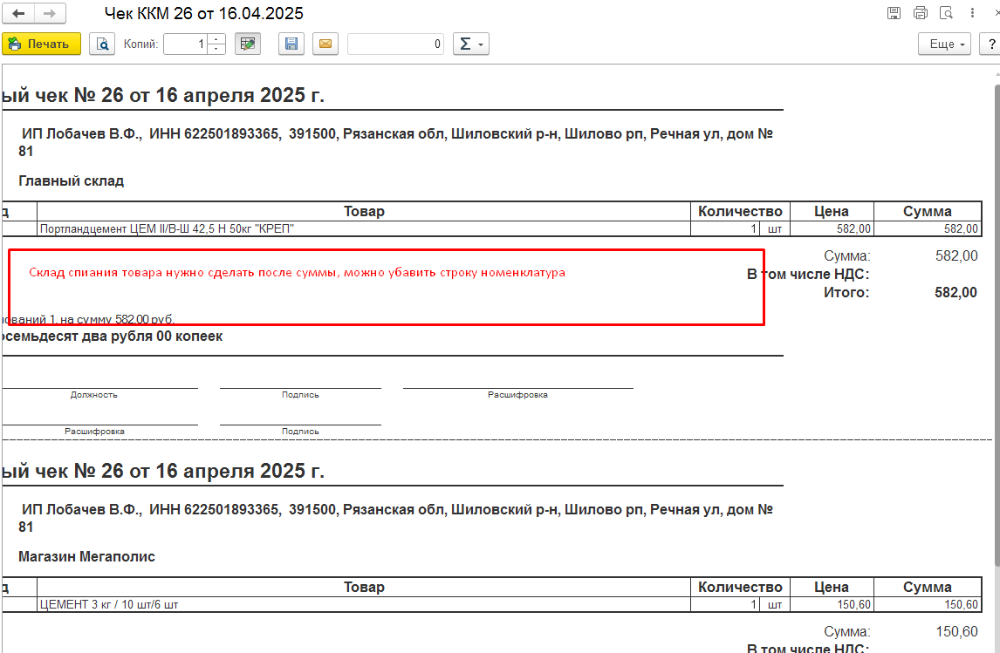 Чек ККМ 26 от 16.04.2025
Печать Копий: 1 0 Σ Еще ?
ый чек № 26 от 16 апреля 2025 г.
ИП Лобачев В.Ф., ИНН 622501893365, 391500, Рязанская обл, Шиловский р-н, Шилово рп, Речная ул, дом №
81
Главный склад
д Товар Количество Цена Сумма
Портландцемент ЦЕМ II/В-Ш 42,5 Н 50кг "КРЕП" 1 шт 582,00 582,00
Сумма: 582,00
Склад спиания товара нужно сделать после суммы, можно убавить строку номенклатура
В том числе НДС:
Итого: 582,00
нований 1, на сумму 582,00 руб.
осемьдесят два рубля 00 копеек
Должность Подпись Расшифровка
Расшифровка Подпись
ый чек № 26 от 16 апреля 2025 г.
ИП Лобачев В.Ф., ИНН 622501893365, 391500, Рязанская обл, Шиловский р-н, Шилово рп, Речная ул, дом №
81
Магазин Мегаполис
д Товар Количество Цена Сумма
ЦЕМЕНТ 3 кг / 10 шт/6 шт 1 шт 150,60 150,60
Сумма: 150,60
В том числе НДС: